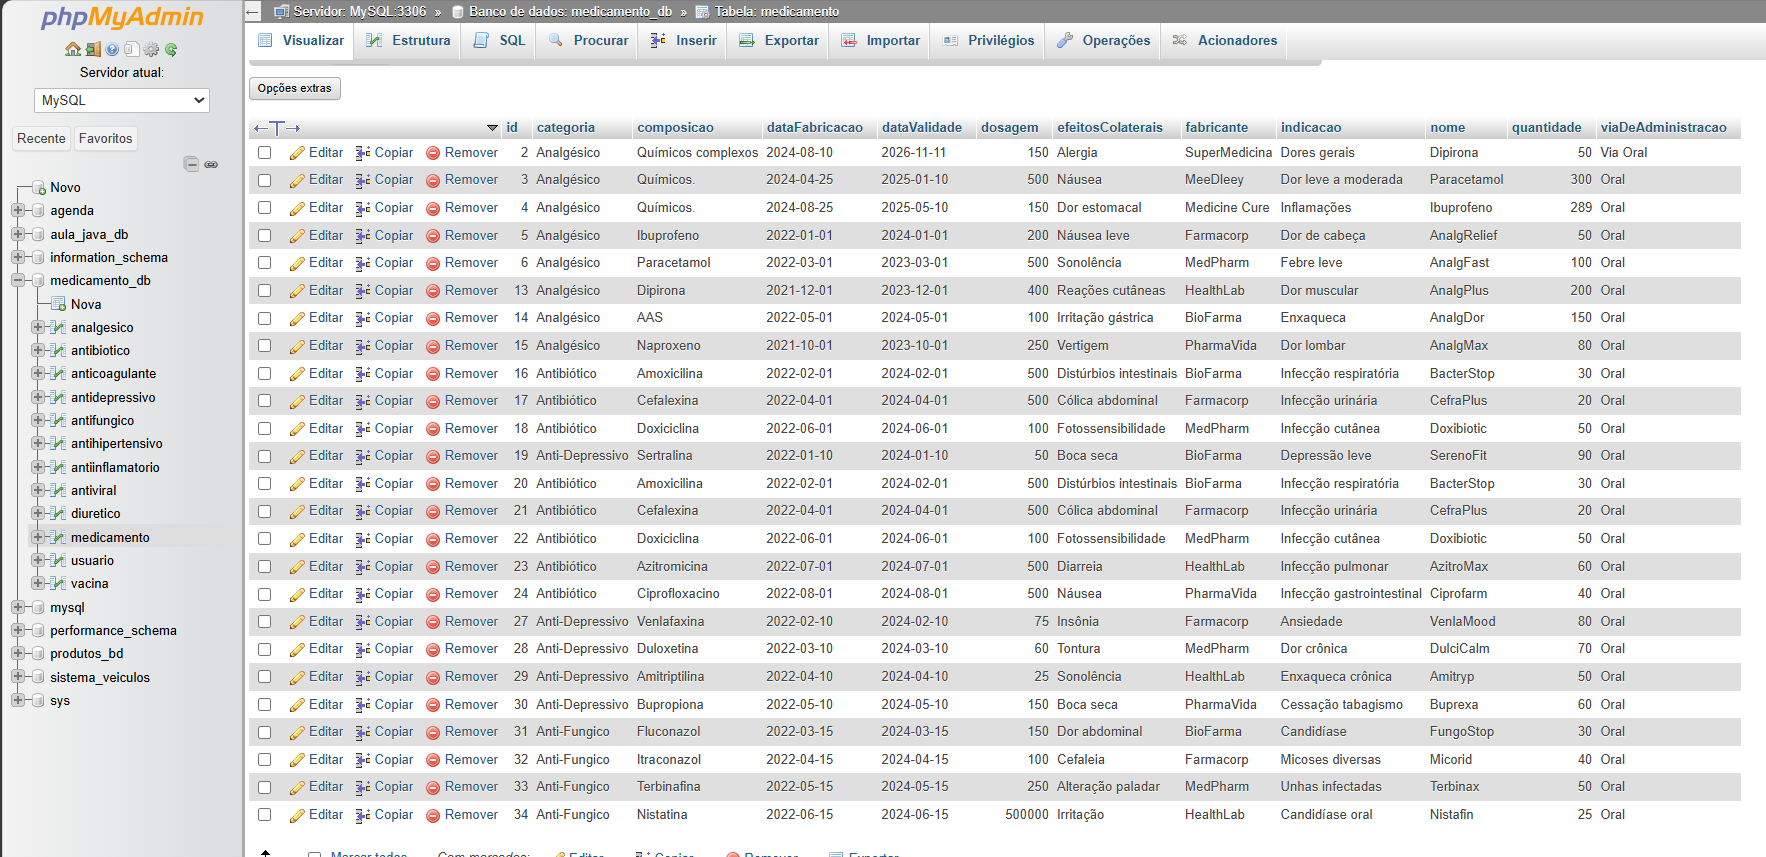 phpMyAdmin
Servidor atual:
MySQL
Recente Favoritos
Novo
agenda
aula_java_db
information_schema
medicamento_db
Nova
analgesico
antibiotico
anticoagulante
antidepressivo
antifungico
antihipertensivo
antiinflamatorio
antiviral
diuretico
medicamento
usuario
vacina
mysql
performance_schema
produtos_bd
sistema_veiculos
sys
Servidor: MySQL:3306 » Banco de dados: medicamento_db » Tabela: medicamento
Visualizar Estrutura SQL Procurar Inserir Exportar Importar Privilégios Operações Acionadores
Opções extras
←T→ id categoria composicao dataFabricacao dataValidade dosagem efeitosColaterais fabricante indicacao nome quantidade viaDeAdministracao
Editar Copiar Remover 2 Analgésico Químicos complexos 2024-08-10 2026-11-11 150 Alergia SuperMedicina Dores gerais Dipirona 50 Via Oral
Editar Copiar Remover 3 Analgésico Químicos. 2024-04-25 2025-01-10 500 Náusea MeeDleey Dor leve a moderada Paracetamol 300 Oral
Editar Copiar Remover 4 Analgésico Químicos. 2024-08-25 2025-05-10 150 Dor estomacal Medicine Cure Inflamações Ibuprofeno 289 Oral
Editar Copiar Remover 5 Analgésico Ibuprofeno 2022-01-01 2024-01-01 200 Náusea leve Farmacorp Dor de cabeça AnalgRelief 50 Oral
Editar Copiar Remover 6 Analgésico Paracetamol 2022-03-01 2023-03-01 500 Sonolência MedPharm Febre leve AnalgFast 100 Oral
Editar Copiar Remover 13 Analgésico Dipirona 2021-12-01 2023-12-01 400 Reações cutâneas HealthLab Dor muscular AnalgPlus 200 Oral
Editar Copiar Remover 14 Analgésico AAS 2022-05-01 2024-05-01 100 Irritação gástrica BioFarma Enxaqueca AnalgDor 150 Oral
Editar Copiar Remover 15 Analgésico Naproxeno 2021-10-01 2023-10-01 250 Vertigem PharmaVida Dor lombar AnalgMax 80 Oral
Editar Copiar Remover 16 Antibiótico Amoxicilina 2022-02-01 2024-02-01 500 Distúrbios intestinais BioFarma Infecção respiratória BacterStop 30 Oral
Editar Copiar Remover 17 Antibiótico Cefalexina 2022-04-01 2024-04-01 500 Cólica abdominal Farmacorp Infecção urinária CefraPlus 20 Oral
Editar Copiar Remover 18 Antibiótico Doxiciclina 2022-06-01 2024-06-01 100 Fotossensibilidade MedPharm Infecção cutânea Doxibiotic 50 Oral
Editar Copiar Remover 19 Anti-Depressivo Sertralina 2022-01-10 2024-01-10 50 Boca seca BioFarma Depressão leve SerenoFit 90 Oral
Editar Copiar Remover 20 Antibiótico Amoxicilina 2022-02-01 2024-02-01 500 Distúrbios intestinais BioFarma Infecção respiratória BacterStop 30 Oral
Editar Copiar Remover 21 Antibiótico Cefalexina 2022-04-01 2024-04-01 500 Cólica abdominal Farmacorp Infecção urinária CefraPlus 20 Oral
Editar Copiar Remover 22 Antibiótico Doxiciclina 2022-06-01 2024-06-01 100 Fotossensibilidade MedPharm Infecção cutânea Doxibiotic 50 Oral
Editar Copiar Remover 23 Antibiótico Azitromicina 2022-07-01 2024-07-01 500 Diarreia HealthLab Infecção pulmonar AzitroMax 60 Oral
Editar Copiar Remover 24 Antibiótico Ciprofloxacino 2022-08-01 2024-08-01 500 Náusea PharmaVida Infecção gastrointestinal Ciprofarm 40 Oral
Editar Copiar Remover 27 Anti-Depressivo Venlafaxina 2022-02-10 2024-02-10 75 Insônia Farmacorp Ansiedade VenlaMood 80 Oral
Editar Copiar Remover 28 Anti-Depressivo Duloxetina 2022-03-10 2024-03-10 60 Tontura MedPharm Dor crônica DulciCalm 70 Oral
Editar Copiar Remover 29 Anti-Depressivo Amitriptilina 2022-04-10 2024-04-10 25 Sonolência HealthLab Enxaqueca crônica Amitryp 50 Oral
Editar Copiar Remover 30 Anti-Depressivo Bupropiona 2022-05-10 2024-05-10 150 Boca seca PharmaVida Cessação tabagismo Buprexa 60 Oral
Editar Copiar Remover 31 Anti-Fungico Fluconazol 2022-03-15 2024-03-15 150 Dor abdominal BioFarma Candidíase FungoStop 30 Oral
Editar Copiar Remover 32 Anti-Fungico Itraconazol 2022-04-15 2024-04-15 100 Cefaleia Farmacorp Micoses diversas Micorid 40 Oral
Editar Copiar Remover 33 Anti-Fungico Terbinafina 2022-05-15 2024-05-15 250 Alteração paladar MedPharm Unhas infectadas Terbinax 50 Oral
Editar Copiar Remover 34 Anti-Fungico Nistatina 2022-06-15 2024-06-15 500000 Irritação HealthLab Candidíase oral Nistafin 25 Oral
Marcar todos Com marcados: Editar Copiar Remover Exportar